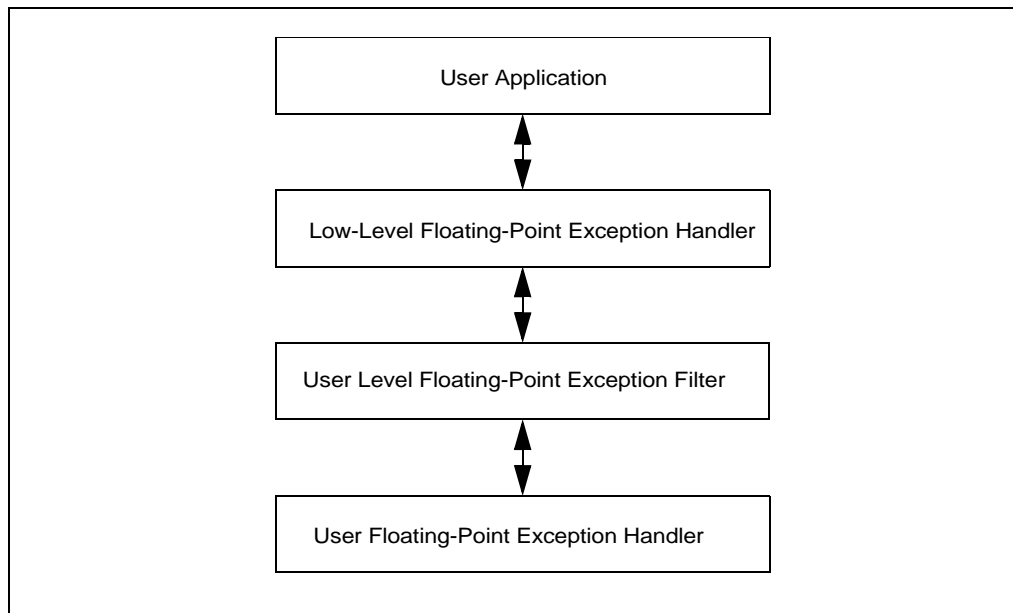 User Application
Low-Level Floating-Point Exception Handler
User Level Floating-Point Exception Filter
User Floating-Point Exception Handler